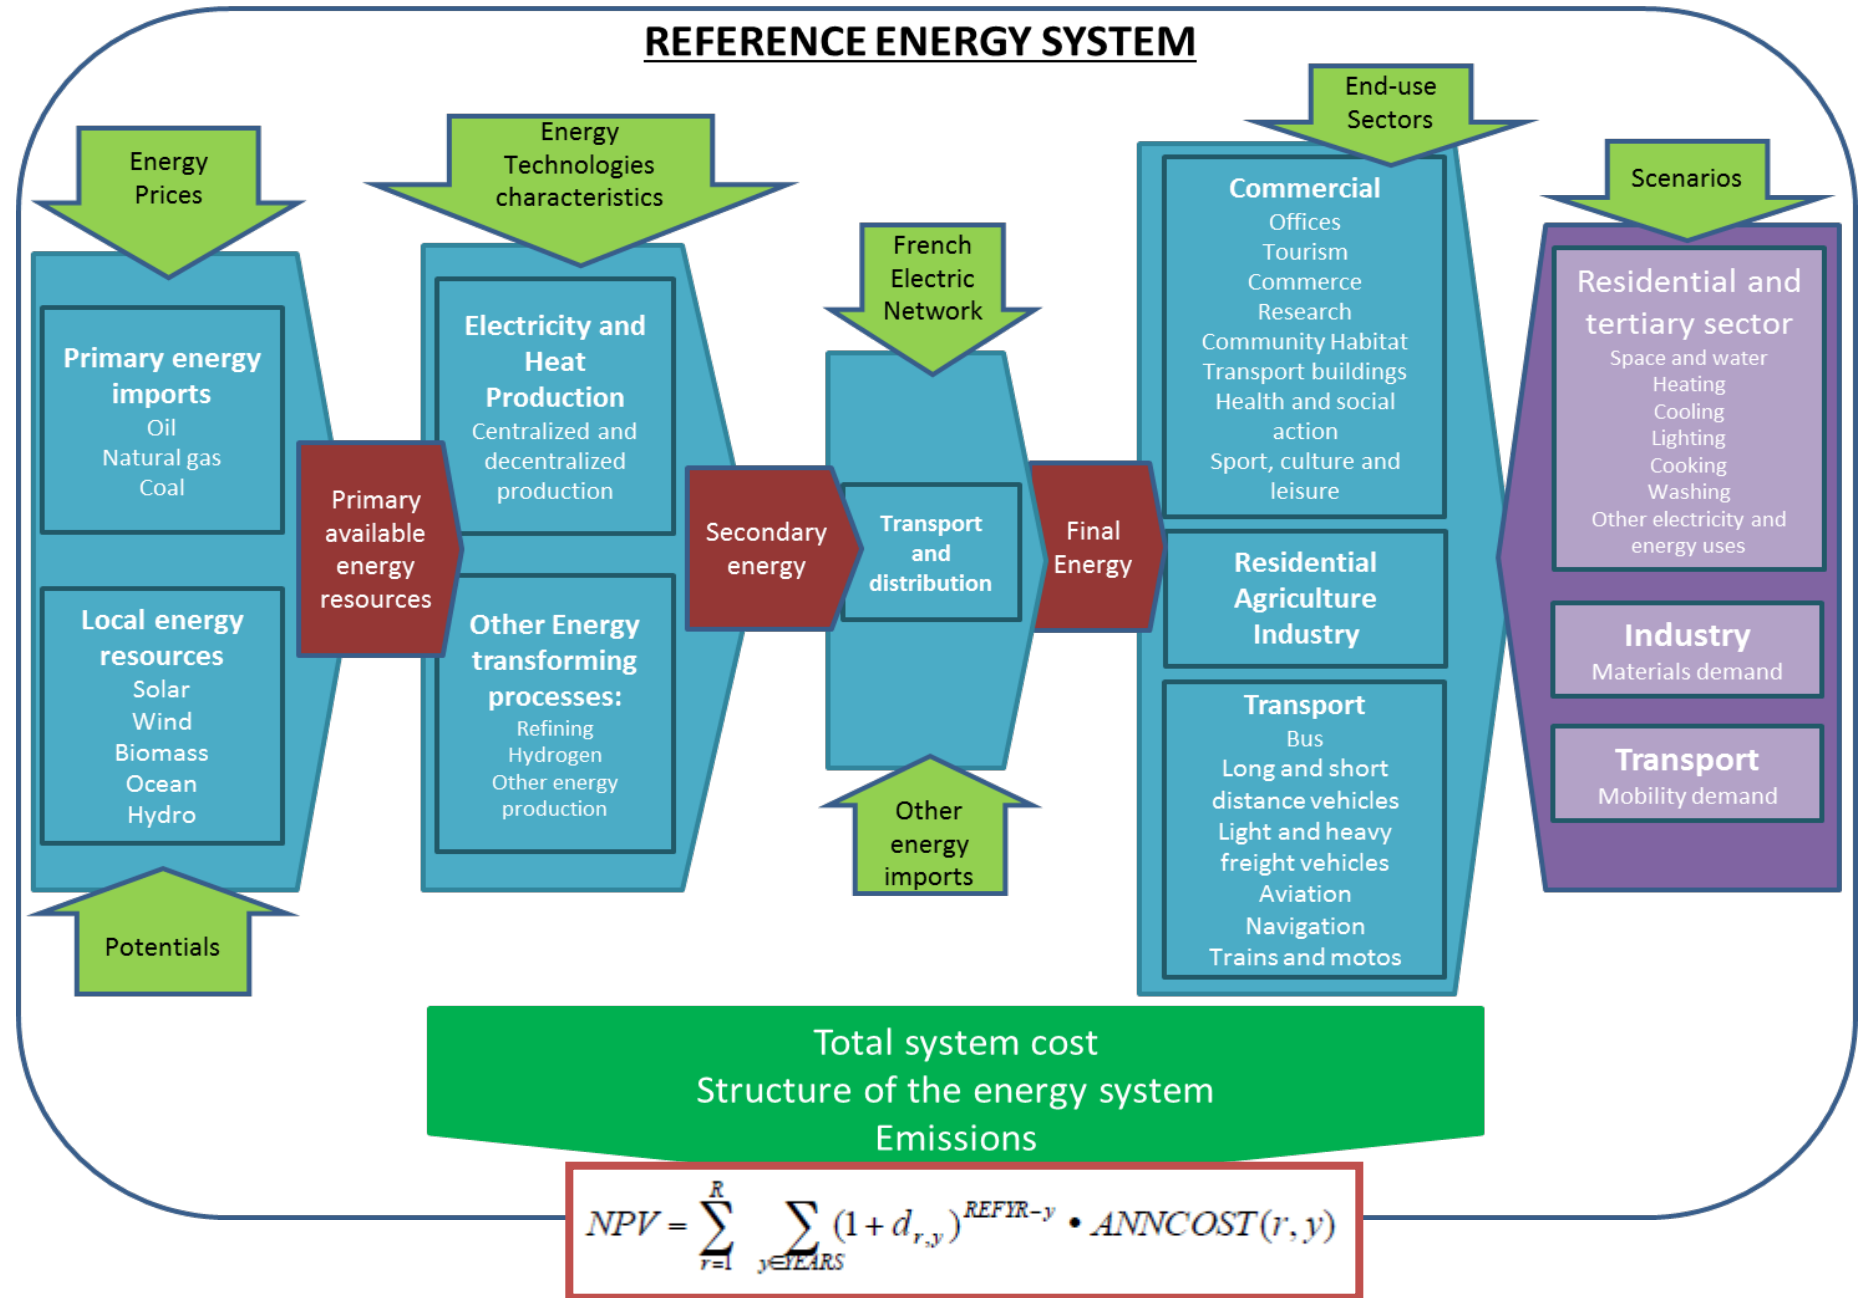 REFERENCE ENERGY SYSTEM
Energy
Prices
Primary energy
imports
Oil
Natural gas
Coal
Local energy
resources
Solar
Wind
Biomass
Ocean
Hydro
Potentials
Primary
available
energy
resources
Energy
Technologies
characteristics
Electricity and
Heat
Production
Centralized and
decentralized
production
Other Energy
transforming
processes:
Refining
Hydrogen
Other energy
production
Secondary
energy
French
Electric
Network
Transport
and
distribution
Other
energy
imports
Final
Energy
End-use
Sectors
Commercial
Offices
Tourism
Commerce
Research
Community Habitat
Transport buildings
Health and social
action
Sport, culture and
leisure
Residential
Agriculture
Industry
Transport
Bus
Long and short
distance vehicles
Light and heavy
freight vehicles
Aviation
Navigation
Trains and motos
Scenarios
Residential and
tertiary sector
Space and water
Heating
Cooling
Lighting
Cooking
Washing
Other electricity and
energy uses
Industry
Materials demand
Transport
Mobility demand
Total system cost
Structure of the energy system
Emissions
NPV = ∑_{r=1}^{R} ∑_{y∈YEARS} (1 + d_{r,y})^{REFYR−y} • ANNCOST(r, y)